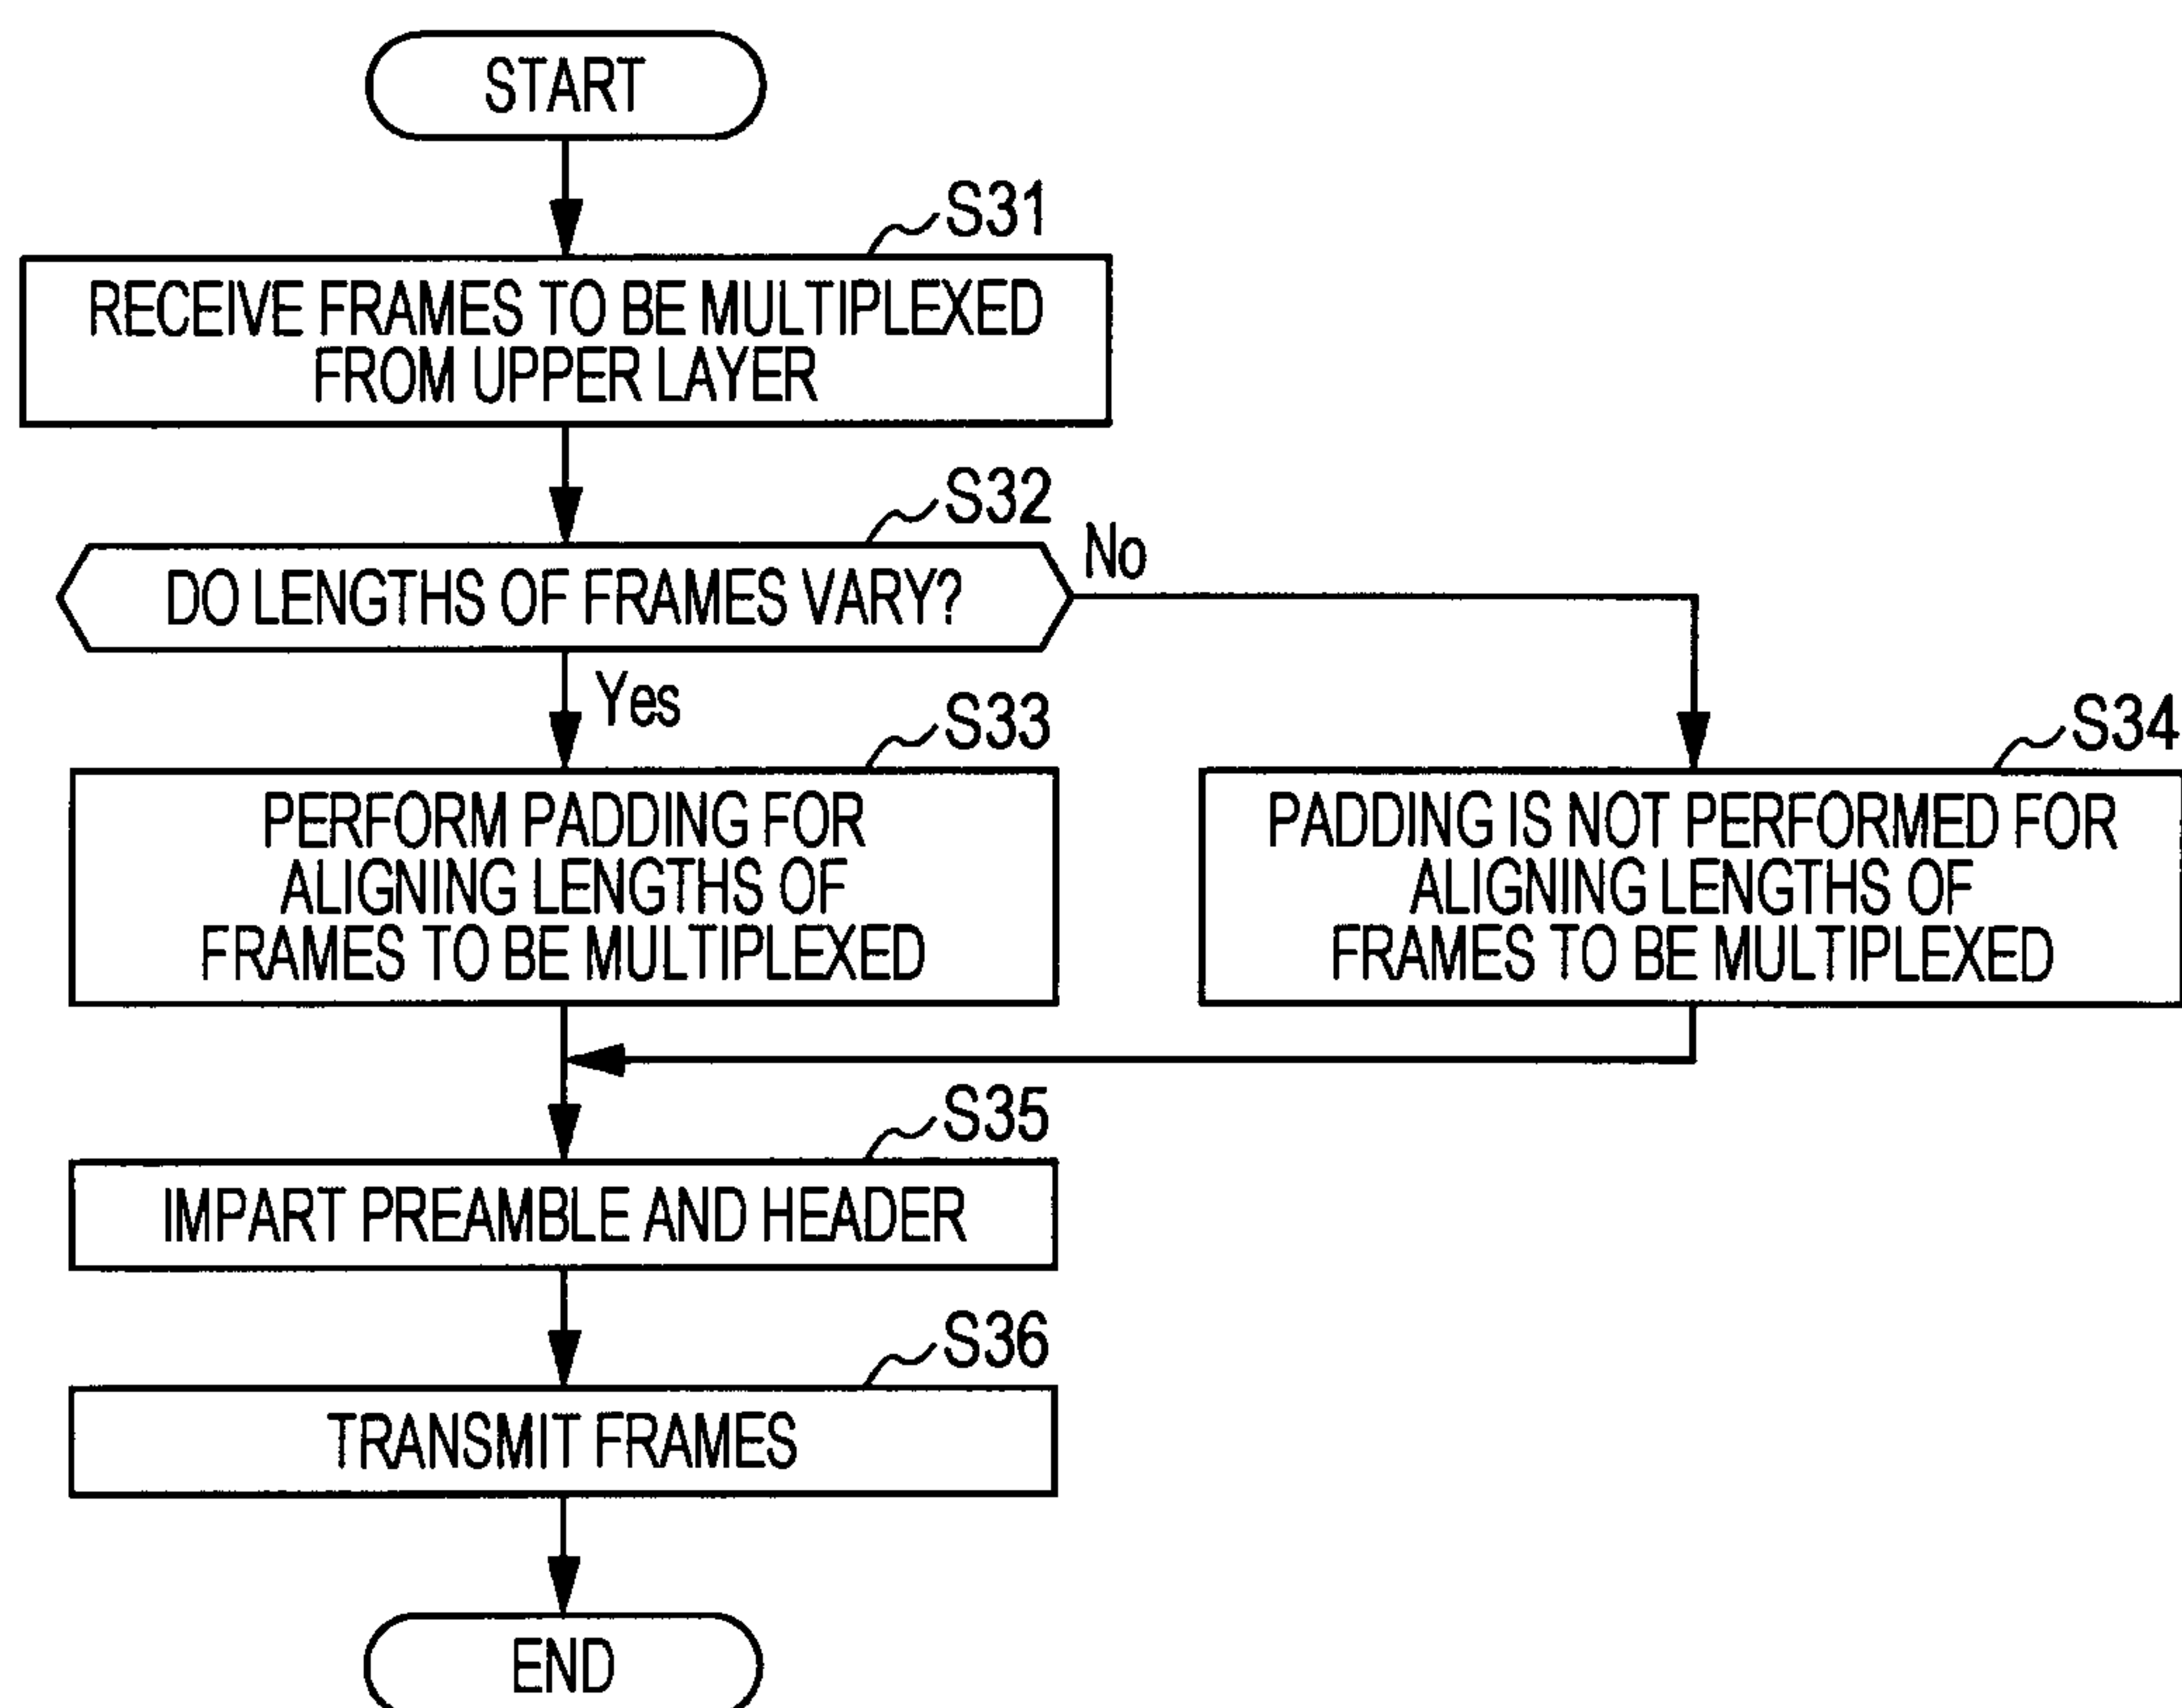 START
S31
RECEIVE FRAMES TO BE MULTIPLEXED
FROM UPPER LAYER
S32
DO LENGTHS OF FRAMES VARY?
No
Yes
S33
PERFORM PADDING FOR
ALIGNING LENGTHS OF
FRAMES TO BE MULTIPLEXED
S34
PADDING IS NOT PERFORMED FOR
ALIGNING LENGTHS OF
FRAMES TO BE MULTIPLEXED
S35
IMPART PREAMBLE AND HEADER
S36
TRANSMIT FRAMES
END